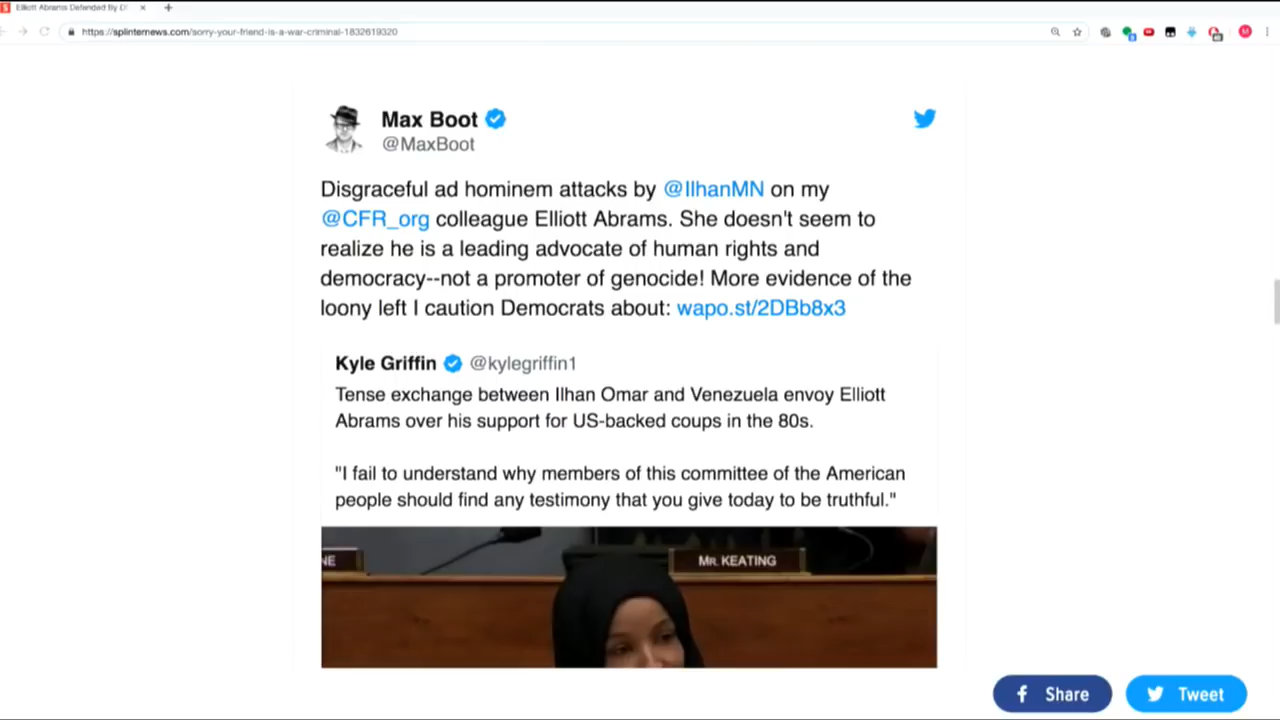 Elliott Abrams Defended By D
https://splinternews.com/sorry-your-friend-is-a-war-criminal-1832619320
Max Boot
@MaxBoot
Disgraceful ad hominem attacks by @IlhanMN on my
@CFR_org colleague Elliott Abrams. She doesn't seem to
realize he is a leading advocate of human rights and
democracy--not a promoter of genocide! More evidence of the
loony left I caution Democrats about: wapo.st/2DBb8x3
Kyle Griffin @kylegriffin1
Tense exchange between Ilhan Omar and Venezuela envoy Elliott
Abrams over his support for US-backed coups in the 80s.
"I fail to understand why members of this committee of the American
people should find any testimony that you give today to be truthful."
NE
MR. KEATING
Share
Tweet